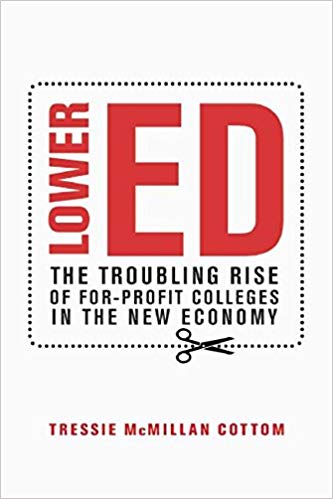 LOWER
ED
THE TROUBLING RISE
OF FOR-PROFIT COLLEGES
IN THE NEW ECONOMY
TRESSIE McMILLAN COTTOM